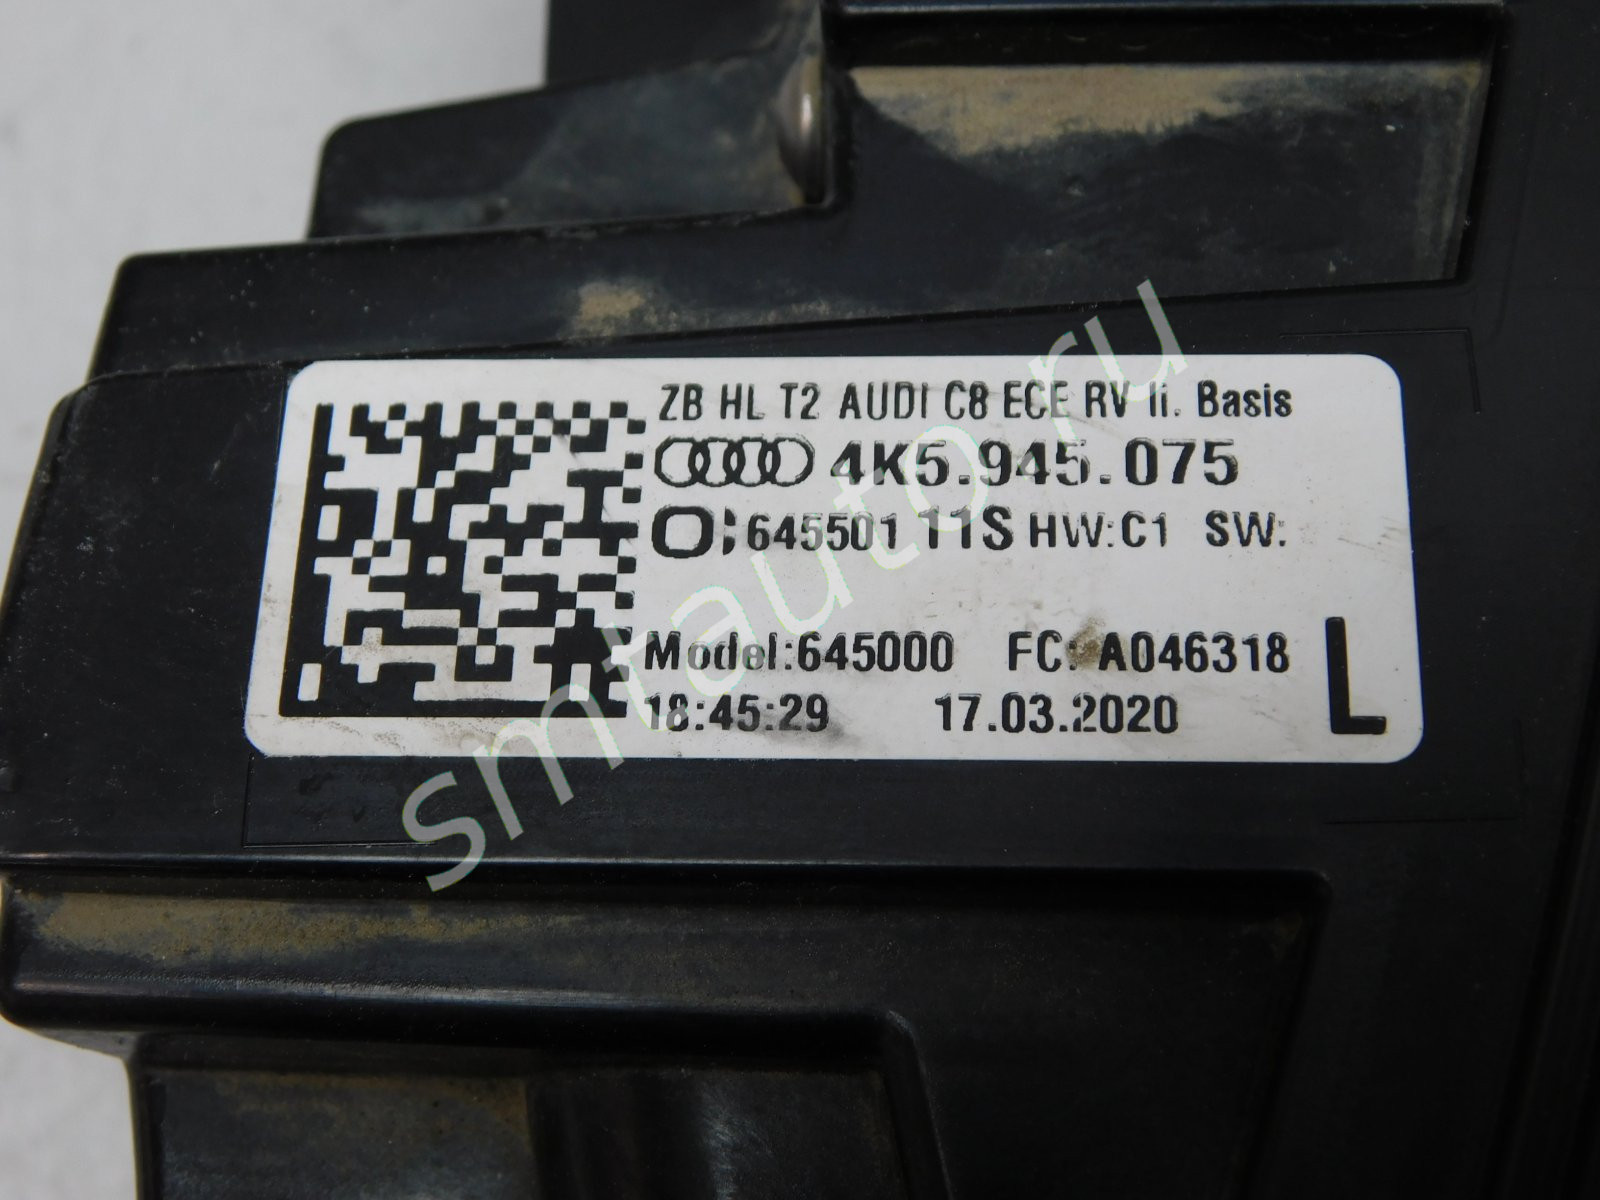 ZB HL T2 AUDI C8 ECE RV li. Basis
4K5.945.075
O:645501 11S HW:C1 SW:
Model:645000 FC: A046318
18:45:29 17.03.2020
L
smtauto.ru